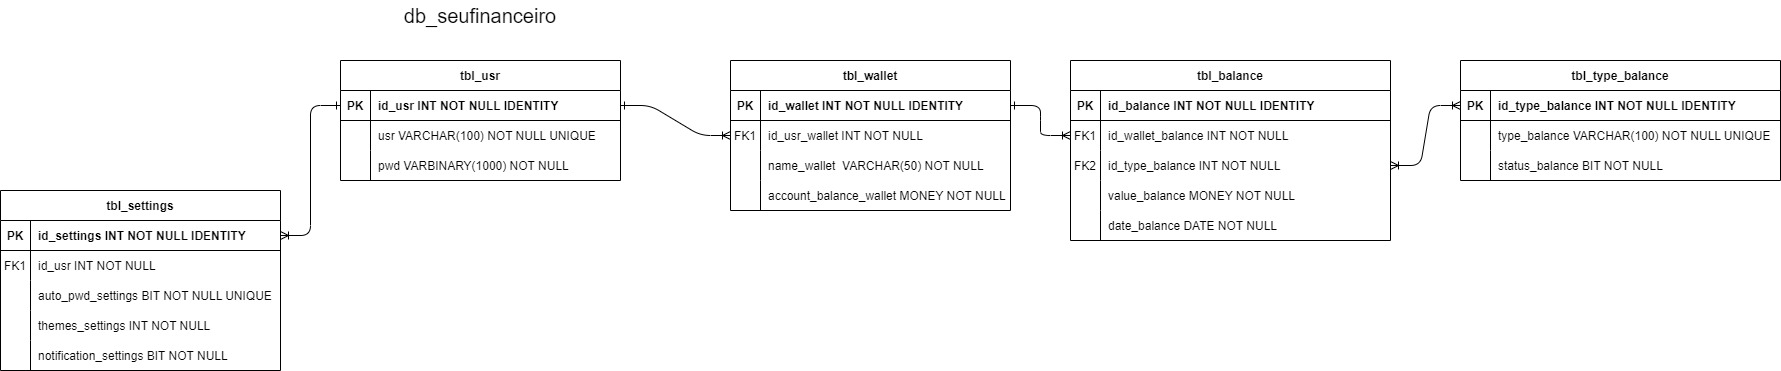 db_seufinanceiro
tbl_usr
PK id_usr INT NOT NULL IDENTITY
usr VARCHAR(100) NOT NULL UNIQUE
pwd VARBINARY(1000) NOT NULL
tbl_wallet
PK id_wallet INT NOT NULL IDENTITY
FK1 id_usr_wallet INT NOT NULL
name_wallet VARCHAR(50) NOT NULL
account_balance_wallet MONEY NOT NULL
tbl_balance
PK id_balance INT NOT NULL IDENTITY
FK1 id_wallet_balance INT NOT NULL
FK2 id_type_balance INT NOT NULL
value_balance MONEY NOT NULL
date_balance DATE NOT NULL
tbl_type_balance
PK id_type_balance INT NOT NULL IDENTITY
type_balance VARCHAR(100) NOT NULL UNIQUE
status_balance BIT NOT NULL
tbl_settings
PK id_settings INT NOT NULL IDENTITY
FK1 id_usr INT NOT NULL
auto_pwd_settings BIT NOT NULL UNIQUE
themes_settings INT NOT NULL
notification_settings BIT NOT NULL